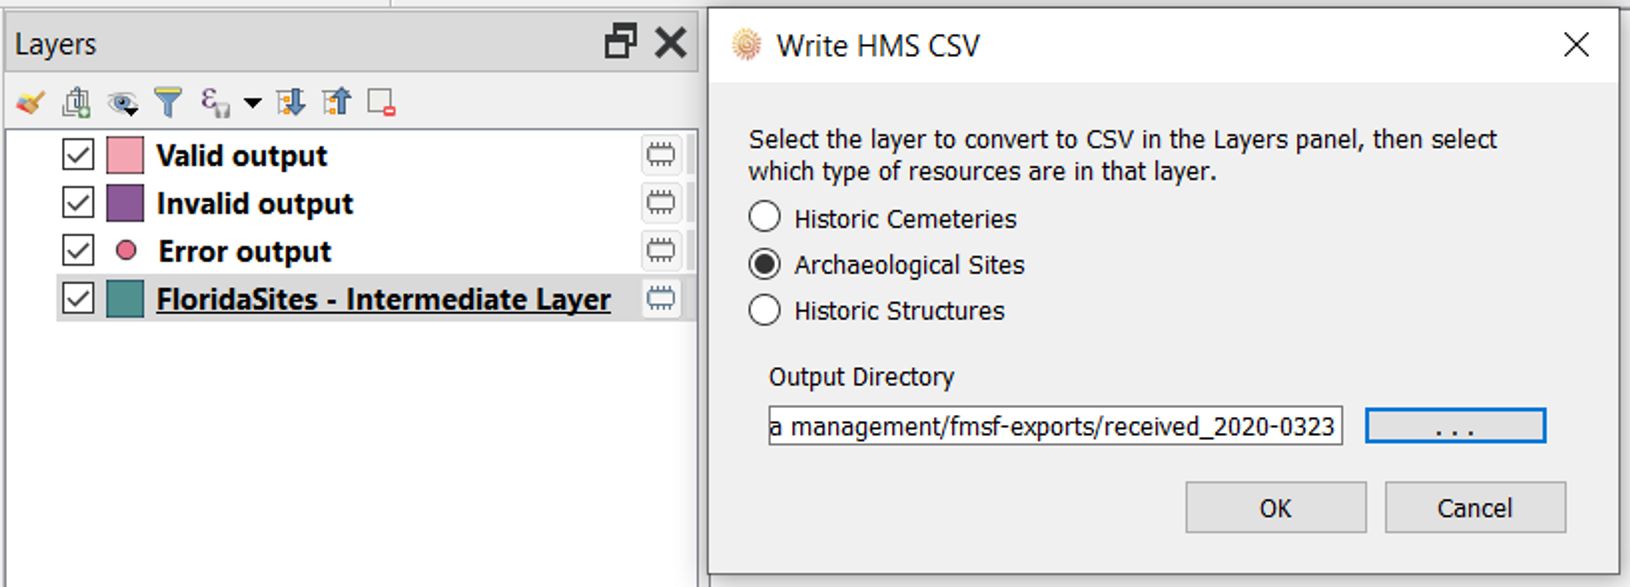 Layers
Valid output
Invalid output
Error output
FloridaSites - Intermediate Layer
Write HMS CSV
Select the layer to convert to CSV in the Layers panel, then select
which type of resources are in that layer.
Historic Cemeteries
Archaeological Sites
Historic Structures
Output Directory
a management/fmsf-exports/received_2020-0323
...
OK
Cancel